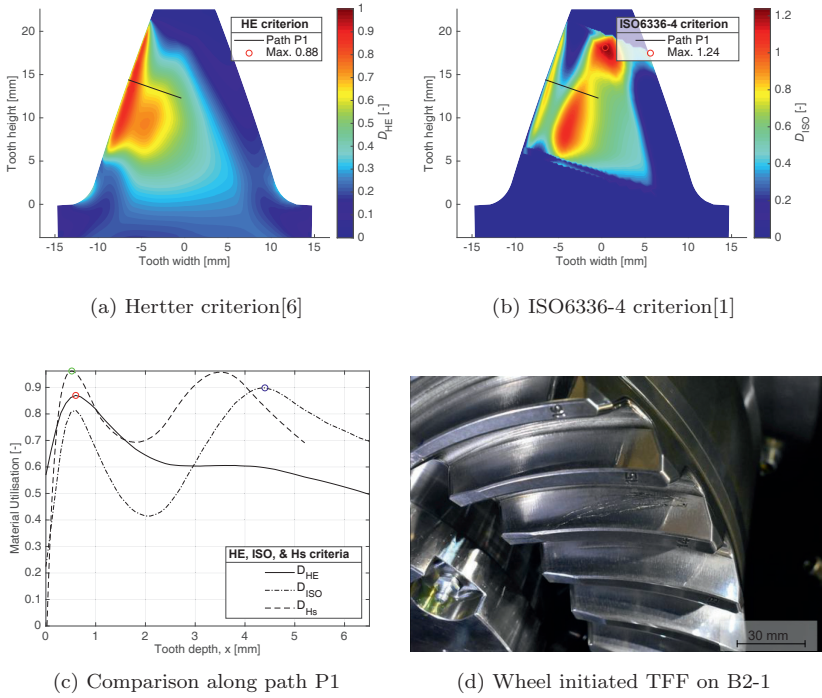 HE criterion
Path P1
Max. 0.88
20
15
10
5
0
Tooth height [mm]
-15
-10
-5
0
5
10
15
Tooth width [mm]
1
0.9
0.8
0.7
0.6
0.5
0.4
0.3
0.2
0.1
0
D_HE [-]
(a) Hertter criterion[6]
ISO6336-4 criterion
Path P1
Max. 1.24
20
15
10
5
0
Tooth height [mm]
-15
-10
-5
0
5
10
15
Tooth width [mm]
1.2
1
0.8
0.6
0.4
0.2
0
D_ISO [-]
(b) ISO6336-4 criterion[1]
0.9
0.8
0.7
0.6
0.5
0.4
0.3
0.2
0.1
0
Material Utilisation [-]
HE, ISO, & Hs criteria
D_HE
D_ISO
D_Hs
0
1
2
3
4
5
6
Tooth depth, x [mm]
(c) Comparison along path P1
30 mm
(d) Wheel initiated TFF on B2-1